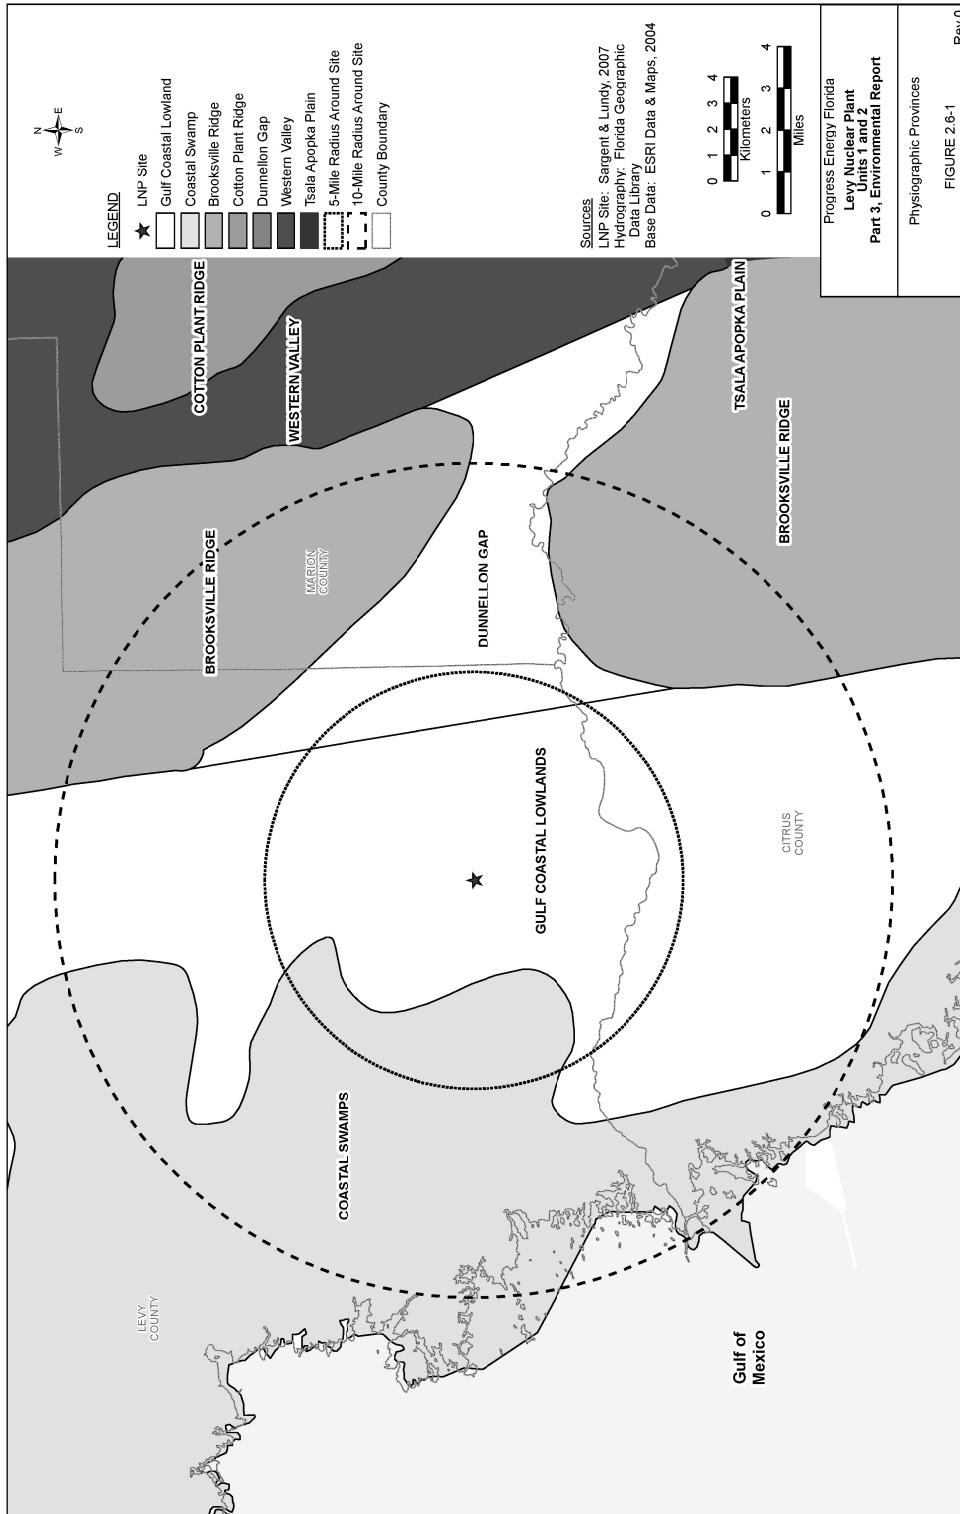 N
W
E
S
LEGEND
LNP Site
Gulf Coastal Lowland
Coastal Swamp
Brooksville Ridge
Cotton Plant Ridge
Dunnellon Gap
Western Valley
Tsala Apopka Plain
5-Mile Radius Around Site
10-Mile Radius Around Site
County Boundary
Sources
LNP Site: Sargent & Lundy, 2007
Hydrography: Florida Geographic
Data Library
Base Data: ESRI Data & Maps, 2004
0 1 2 3 4
Kilometers
0 1 2 3 4
Miles
Progress Energy Florida
Levy Nuclear Plant
Units 1 and 2
Part 3, Environmental Report
Physiographic Provinces
FIGURE 2.6-1
Rev 0
COTTON PLANT RIDGE
WESTERN VALLEY
TSALA APOPKA PLAIN
BROOKSVILLE RIDGE
BROOKSVILLE RIDGE
MARION
COUNTY
DUNNELLON GAP
GULF COASTAL LOWLANDS
CITRUS
COUNTY
COASTAL SWAMPS
LEVY
COUNTY
Gulf of
Mexico